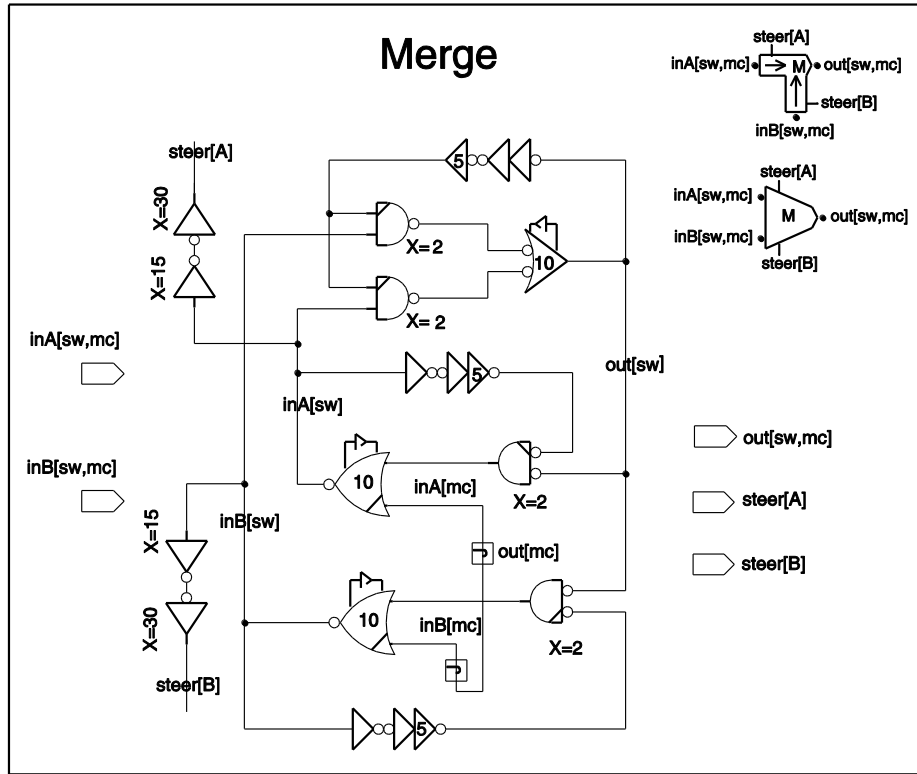 Merge
steer[A]
inA[sw,mc]
M
out[sw,mc]
steer[B]
inB[sw,mc]
steer[A]
5
steer[A]
inA[sw,mc]
M
out[sw,mc]
inB[sw,mc]
steer[B]
X=30
X=2
10
X=15
X= 2
inA[sw,mc]
out[sw]
5
inA[sw]
out[sw,mc]
10
inB[sw,mc]
inA[mc]
X=2
steer[A]
inB[sw]
X=15
J
out[mc]
steer[B]
10
inB[mc]
X=30
X=2
J
steer[B]
5